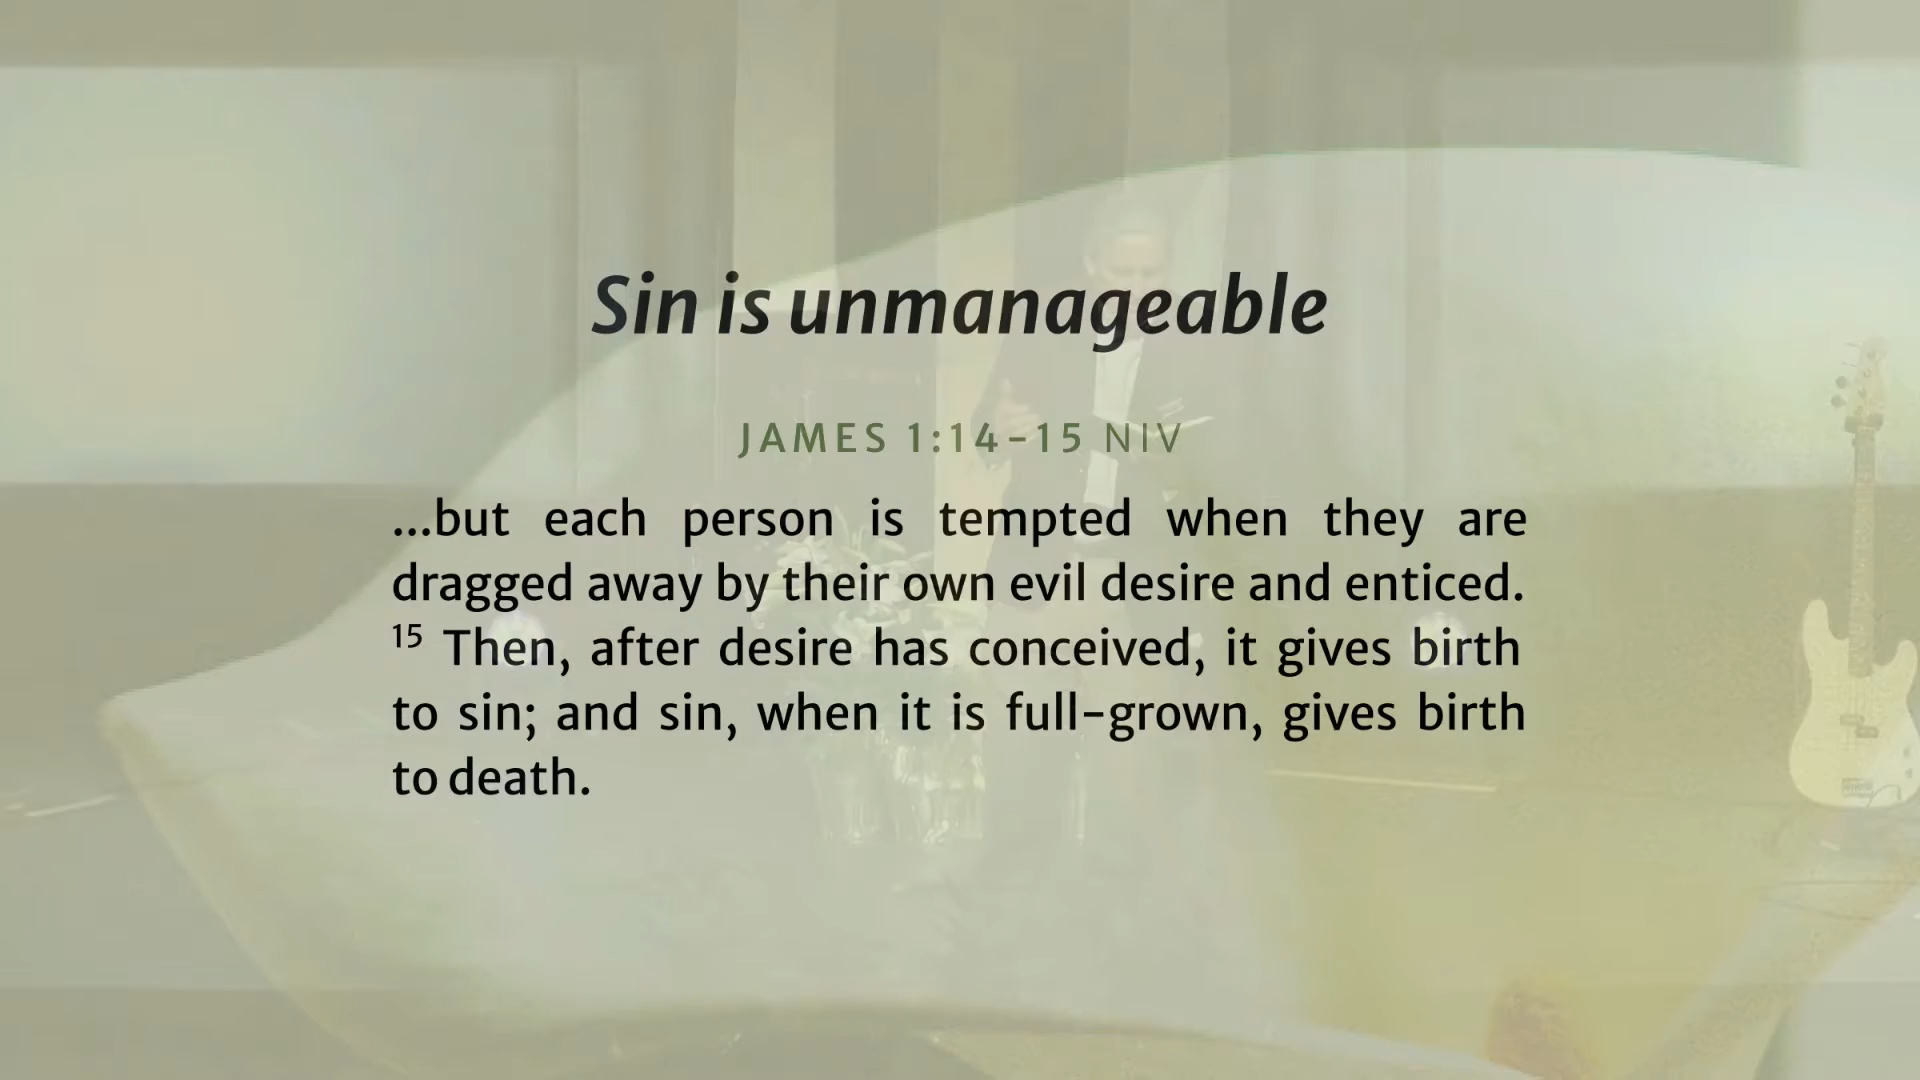 Sin is unmanageable
JAMES 1:14-15 NIV
...but each person is tempted when they are
dragged away by their own evil desire and enticed.
15 Then, after desire has conceived, it gives birth
to sin; and sin, when it is full-grown, gives birth
to death.